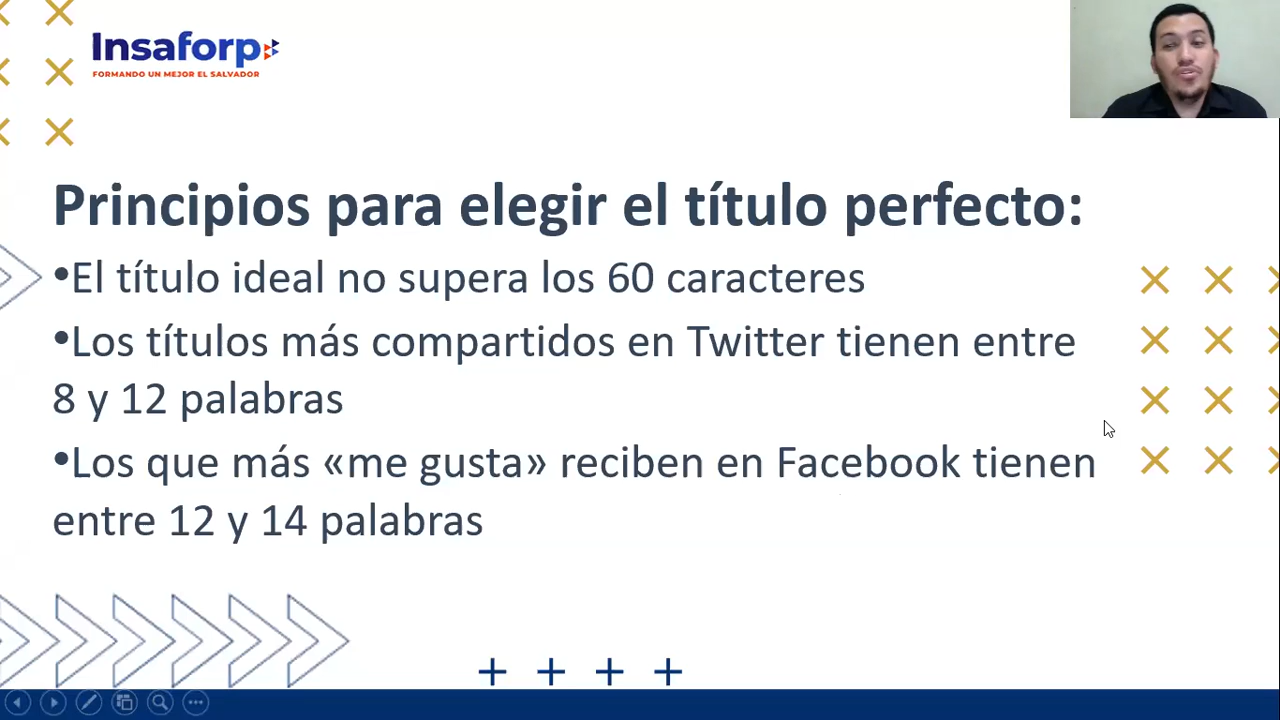 Insaforp
FORMANDO UN MEJOR EL SALVADOR
Principios para elegir el título perfecto:
•El título ideal no supera los 60 caracteres
•Los títulos más compartidos en Twitter tienen entre
8 y 12 palabras
•Los que más «me gusta» reciben en Facebook tienen
entre 12 y 14 palabras